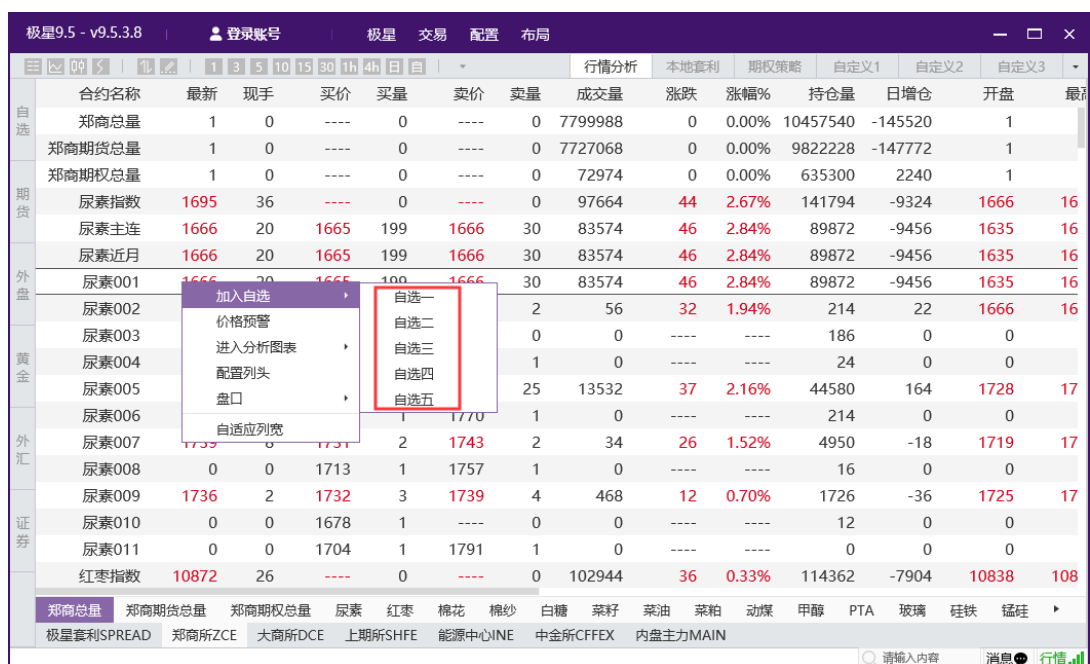 极星9.5 - v9.5.3.8 登录账号 极星 交易 配置 布局
1 3 5 10 15 30 1h 4h 日 自 行情分析 本地套利 期权策略 自定义1 自定义2 自定义3
合约名称 最新 现手 买价 买量 卖价 卖量 成交量 涨跌 涨幅% 持仓量 日增仓 开盘 最高
自选
郑商总量 1 0 ---- 0 ---- 0 7799988 0 0.00% 10457540 -145520 1
郑商期货总量 1 0 ---- 0 ---- 0 7727068 0 0.00% 9822228 -147772 1
郑商期权总量 1 0 ---- 0 ---- 0 72974 0 0.00% 635300 2240 1
期货
尿素指数 1695 36 ---- 0 ---- 0 97664 44 2.67% 141794 -9324 1666 16
尿素主连 1666 20 1665 199 1666 30 83574 46 2.84% 89872 -9456 1635 16
尿素近月 1666 20 1665 199 1666 30 83574 46 2.84% 89872 -9456 1635 16
外盘
尿素001 1666 20 1665 199 1666 30 83574 46 2.84% 89872 -9456 1635 16
尿素002 2 56 32 1.94% 214 22 1666 16
尿素003 0 0 ---- ---- 186 0 0
黄金
尿素004 1 0 ---- ---- 24 0 0
尿素005 25 13532 37 2.16% 44580 164 1728 17
尿素006 1 1770 1 0 ---- ---- 214 0 0
外汇
尿素007 1739 8 1731 2 1743 2 34 26 1.52% 4950 -18 1719 17
尿素008 0 0 1713 1 1757 1 0 ---- ---- 16 0 0
尿素009 1736 2 1732 3 1739 4 468 12 0.70% 1726 -36 1725 17
证券
尿素010 0 0 1678 1 ---- 0 0 ---- ---- 12 0 0
尿素011 0 0 1704 1 1791 1 0 ---- ---- 0 0 0
红枣指数 10872 26 ---- 0 ---- 0 102944 36 0.33% 114362 -7904 10838 108
加入自选
价格预警
进入分析图表
配置列头
盘口
自适应列宽
自选一
自选二
自选三
自选四
自选五
郑商总量 郑商期货总量 郑商期权总量 尿素 红枣 棉花 棉纱 白糖 菜籽 菜油 菜粕 动煤 甲醇 PTA 玻璃 硅铁 锰硅
极星套利SPREAD 郑商所ZCE 大商所DCE 上期所SHFE 能源中心INE 中金所CFFEX 内盘主力MAIN
请输入内容 消息 行情